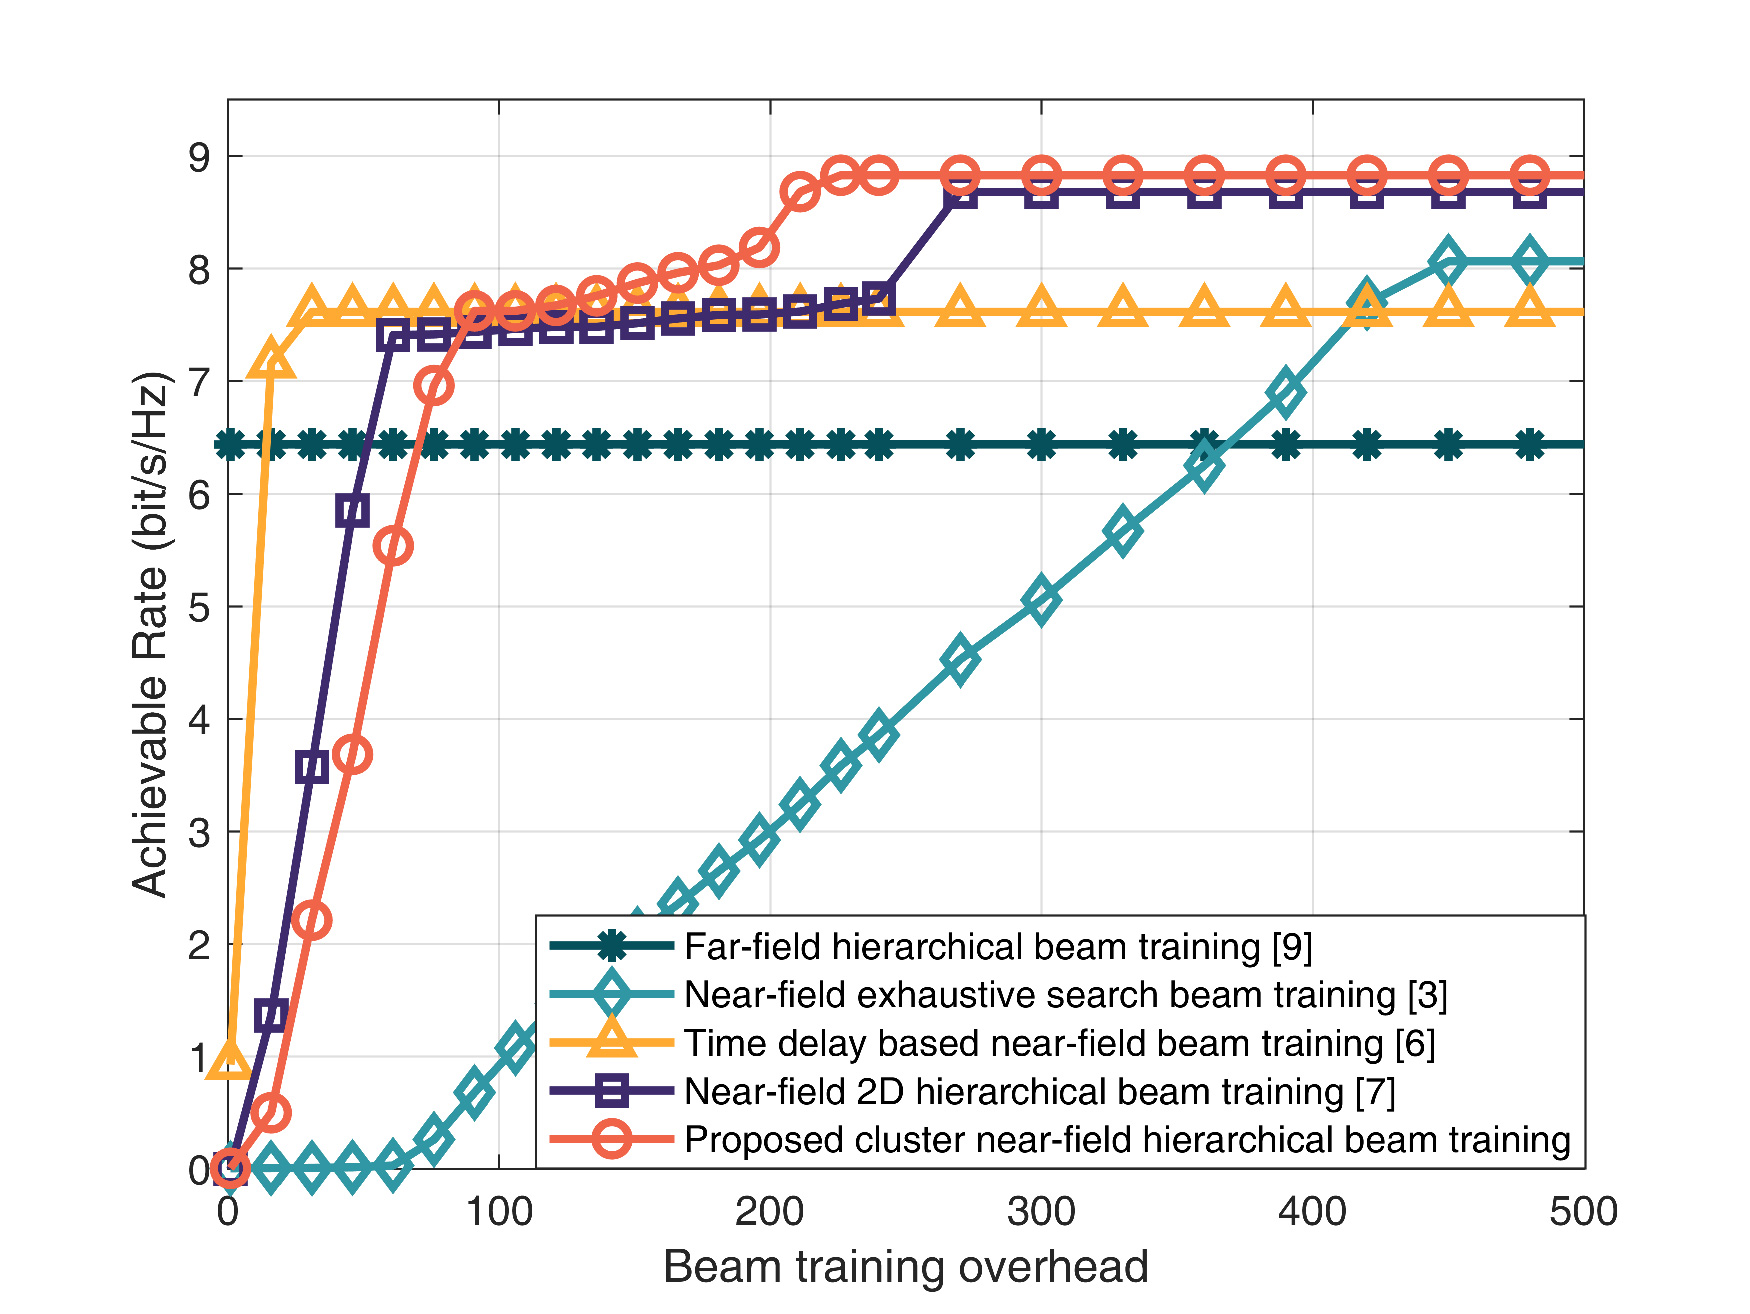 9
8
7
6
5
4
3
2
1
0
Achievable Rate (bit/s/Hz)
Far-field hierarchical beam training [9]
Near-field exhaustive search beam training [3]
Time delay based near-field beam training [6]
Near-field 2D hierarchical beam training [7]
Proposed cluster near-field hierarchical beam training
0 100 200 300 400 500
Beam training overhead